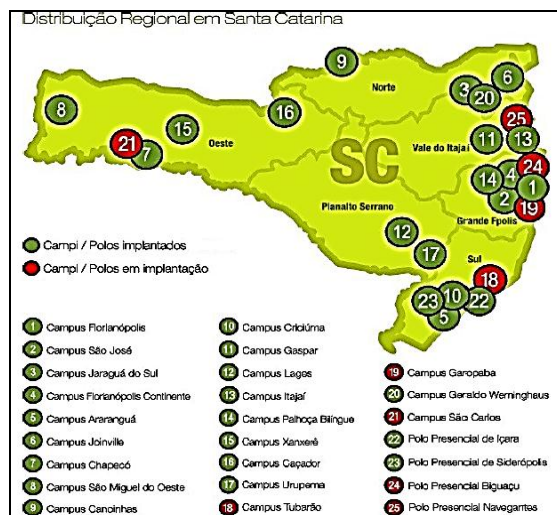 Distribuição Regional em Santa Catarina
9
6
3
Norte
20
8
16
25
15
21
7
Oeste
SC
Vale do Itajaí
11
13
24
14
4
1
2
19
Planalto Serrano
Grande Fpolis
12
17
Sul
18
23
10
22
5
Campi / Polos implantados
Campi / Polos em implantação
1 Campus Florianópolis
2 Campus São José
3 Campus Jaraguá do Sul
4 Campus Florianópolis Continente
5 Campus Araranguá
6 Campus Joinville
7 Campus Chapecó
8 Campus São Miguel do Oeste
9 Campus Canoinhas
10 Campus Criciúma
11 Campus Gaspar
12 Campus Lages
13 Campus Itajaí
14 Campus Palhoça Bilíngue
15 Campus Xanxerê
16 Campus Caçador
17 Campus Urupema
18 Campus Tubarão
19 Campus Garopaba
20 Campus Geraldo Werninghaus
21 Campus São Carlos
22 Polo Presencial de Içara
23 Polo Presencial de Siderópolis
24 Polo Presencial Biguaçu
25 Polo Presencial Navegantes